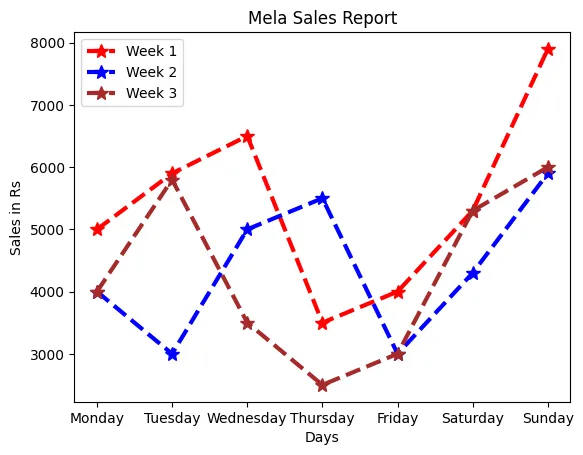 Mela Sales Report
Week 1
Week 2
Week 3
8000
7000
6000
5000
4000
3000
Sales in Rs
Monday Tuesday Wednesday Thursday Friday Saturday Sunday
Days